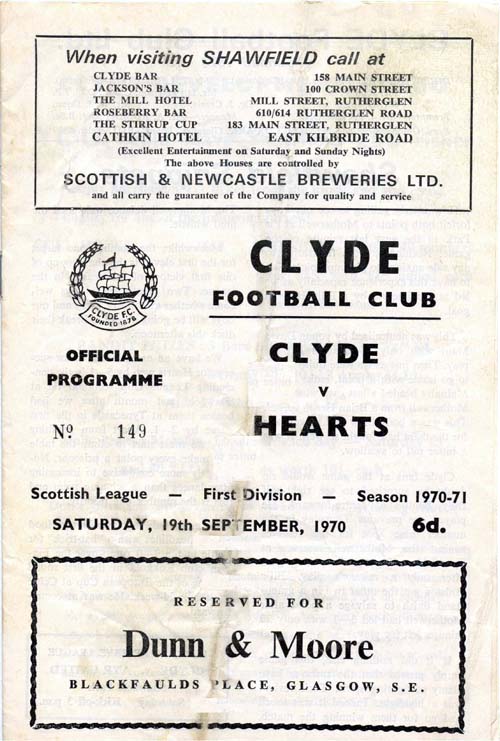 When visiting SHAWFIELD call at
CLYDE BAR 158 MAIN STREET
JACKSON'S BAR 100 CROWN STREET
THE MILL HOTEL MILL STREET, RUTHERGLEN
ROSEBERRY BAR 610/614 RUTHERGLEN ROAD
THE STIRRUP CUP 183 MAIN STREET, RUTHERGLEN
CATHKIN HOTEL EAST KILBRIDE ROAD
(Excellent Entertainment on Saturday and Sunday Nights)
The above Houses are controlled by
SCOTTISH & NEWCASTLE BREWERIES LTD.
and all carry the guarantee of the Company for quality and service
CLYDE
FOOTBALL CLUB
CLYDE F.C.
FOUNDED 1878
OFFICIAL
PROGRAMME
No 149
CLYDE
v
HEARTS
Scottish League — First Division — Season 1970-71
SATURDAY, 19th SEPTEMBER, 1970 6d.
RESERVED FOR
Dunn & Moore
BLACKFAULDS PLACE, GLASGOW, S.E.